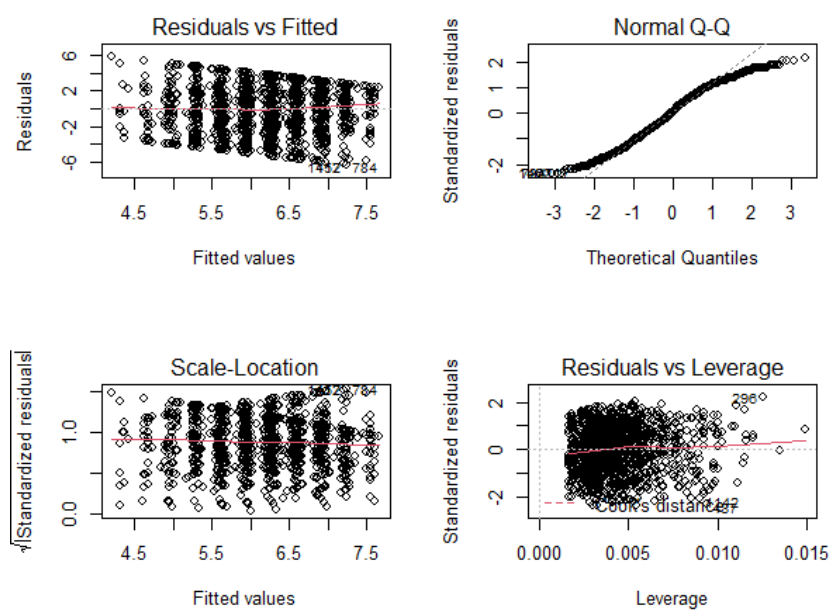 Residuals vs Fitted
Residuals
6
2
-2
-6
784
4.5 5.5 6.5 7.5
Fitted values
Normal Q-Q
Standardized residuals
2
0
-2
-3 -2 -1 0 1 2 3
Theoretical Quantiles
Scale-Location
√|Standardized residuals|
1.0
0.0
784
4.5 5.5 6.5 7.5
Fitted values
Residuals vs Leverage
Standardized residuals
2
0
-2
296
Cook's distance
0.000 0.005 0.010 0.015
Leverage